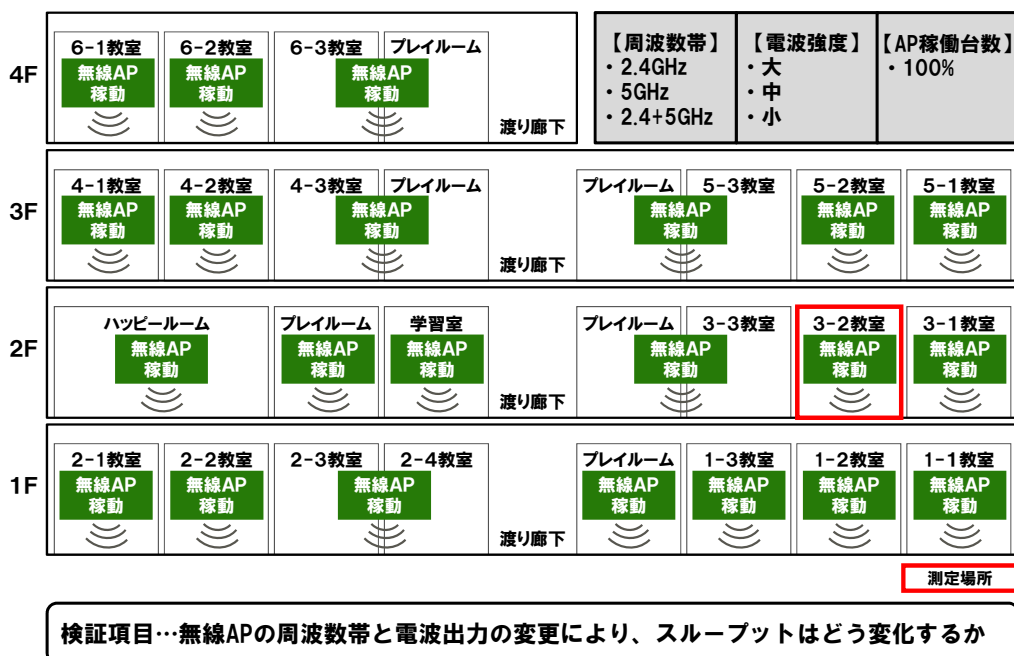 4F
6-1教室 6-2教室 6-3教室 プレイルーム
無線AP 無線AP 無線AP
稼動 稼動 稼動
渡り廊下
【周波数帯】 【電波強度】 【AP稼働台数】
・2.4GHz ・大 ・100%
・5GHz ・中
・2.4+5GHz ・小
3F
4-1教室 4-2教室 4-3教室 プレイルーム プレイルーム 5-3教室 5-2教室 5-1教室
無線AP 無線AP 無線AP 無線AP 無線AP 無線AP
稼動 稼動 稼動 稼動 稼動 稼動
渡り廊下
2F
ハッピールーム プレイルーム 学習室 プレイルーム 3-3教室 3-2教室 3-1教室
無線AP 無線AP 無線AP 無線AP 無線AP 無線AP
稼動 稼動 稼動 稼動 稼動 稼動
渡り廊下
1F
2-1教室 2-2教室 2-3教室 2-4教室 プレイルーム 1-3教室 1-2教室 1-1教室
無線AP 無線AP 無線AP 無線AP 無線AP 無線AP 無線AP
稼動 稼動 稼動 稼動 稼動 稼動 稼動
渡り廊下
測定場所
検証項目…無線APの周波数帯と電波出力の変更により、スループットはどう変化するか